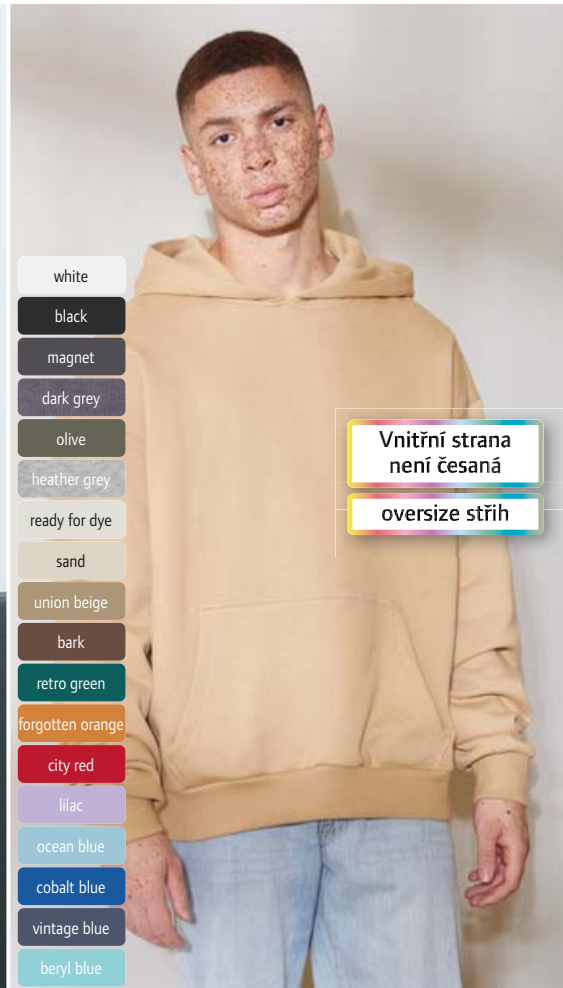 white
black
magnet
dark grey
olive
heather grey
ready for dye
sand
union beige
bark
retro green
forgotten orange
city red
lilac
ocean blue
cobalt blue
vintage blue
beryl blue
Vnitřní strana
není česaná
oversize střih